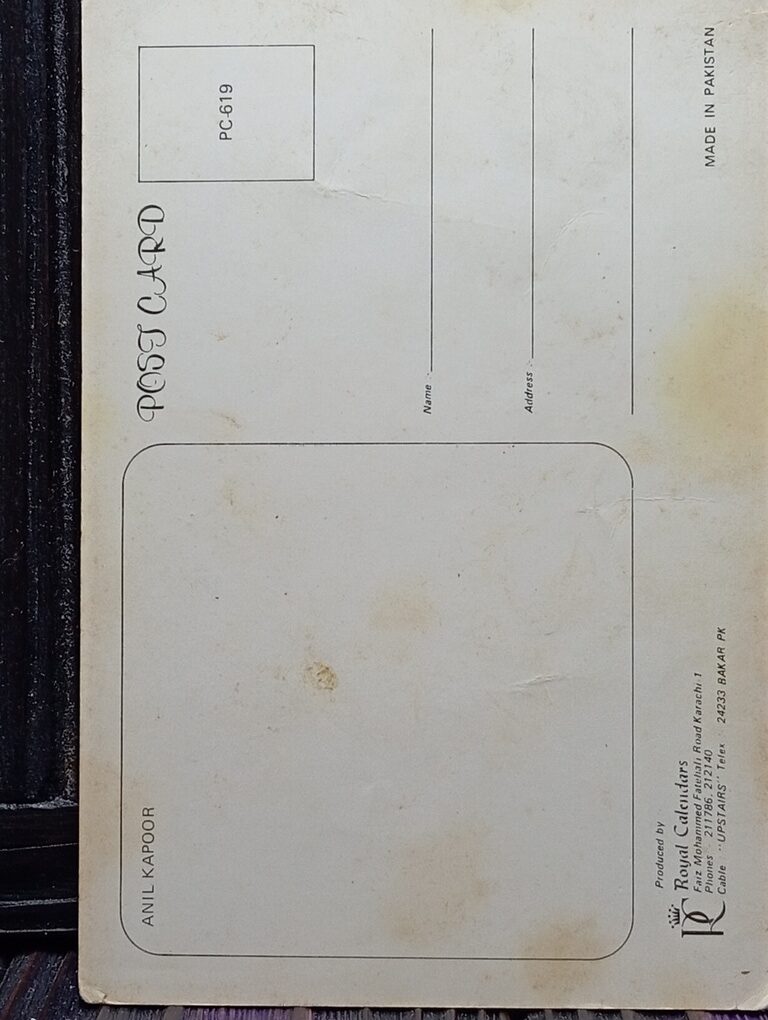 ANIL KAPOOR
POST CARD
PC-619
Name :
Address :
Produced by
RC Royal Calendars
Faiz Mohammed Fatehali Road Karachi 1
Phones : 211786, 212140
Cable : "UPSTAIRS" Telex : 24233 BAKAR PK
MADE IN PAKISTAN